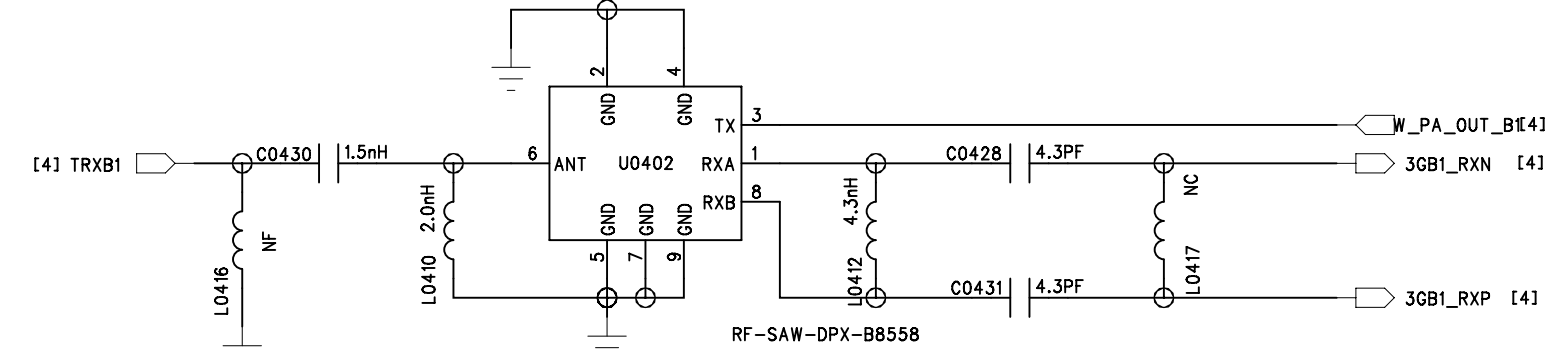 2
4
GND
GND
TX
3
W_PA_OUT_B1[4]
[4] TRXB1
C0430
1.5nH
6
ANT
U0402
RXA
1
C0428
4.3PF
3GB1_RXN [4]
RXB
8
2.0nH
L0410
GND
GND
GND
5
7
9
4.3nH
L0412
NC
L0417
NF
L0416
C0431
4.3PF
3GB1_RXP [4]
RF-SAW-DPX-B8558